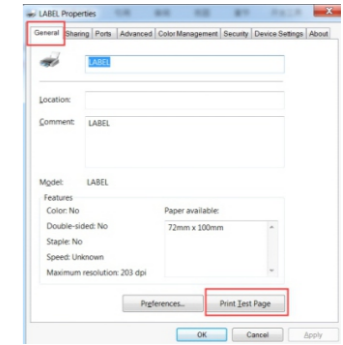 LABEL Properties
General Sharing Ports Advanced Color Management Security Device Settings About
LABEL
Location:
Comment: LABEL
Model: LABEL
Features
Color: No Paper available:
Double-sided: No 72mm x 100mm
Staple: No
Speed: Unknown
Maximum resolution: 203 dpi
Preferences... Print Test Page
OK Cancel Apply